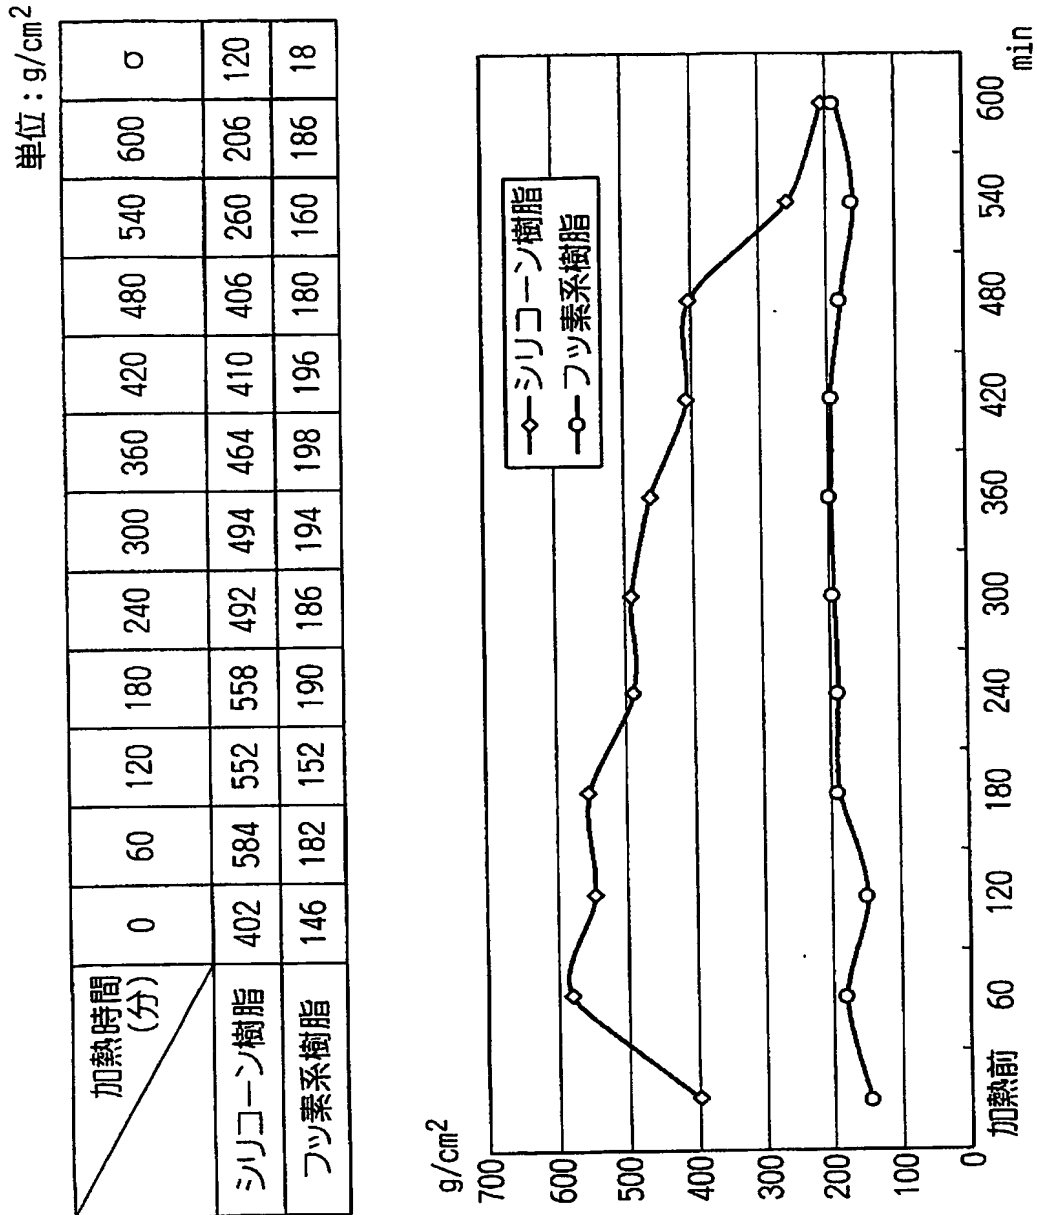 単位:g/cm2
加熱時間
(分)
0 60 120 180 240 300 360 420 480 540 600 σ
シリコーン樹脂 402 584 552 558 492 494 464 410 406 260 206 120
フッ素系樹脂 146 182 152 190 186 194 198 196 180 160 186 18
g/cm2
700
600
500
400
300
200
100
0
シリコーン樹脂
フッ素系樹脂
加熱前 60 120 180 240 300 360 420 480 540 600
min